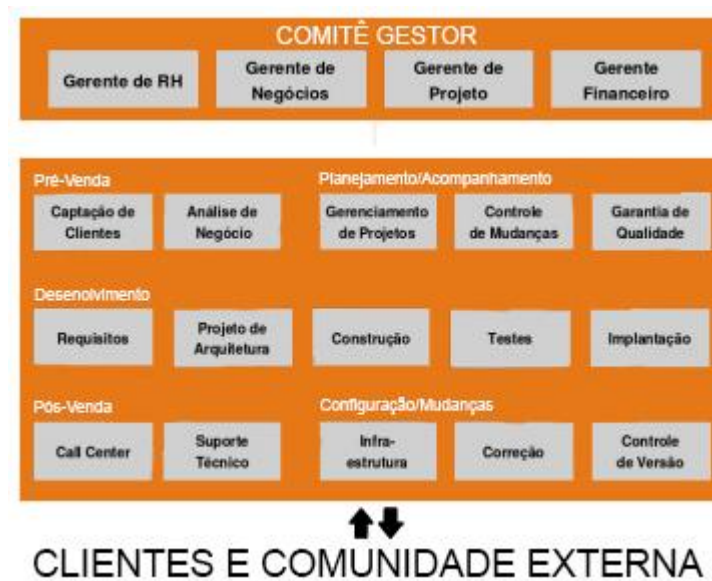 COMITÊ GESTOR
Gerente de RH
Gerente de
Negócios
Gerente de
Projeto
Gerente
Financeiro
Pré-Venda
Captação de
Clientes
Análise de
Negócio
Planejamento/Acompanhamento
Gerenciamento
de Projetos
Controle
de Mudanças
Garantia de
Qualidade
Desenolvimento
Requisitos
Projeto de
Arquitetura
Construção
Testes
Implantação
Pós-Venda
Call Center
Suporte
Técnico
Configuração/Mudanças
Infra-
estrutura
Correção
Controle
de Versão
CLIENTES E COMUNIDADE EXTERNA